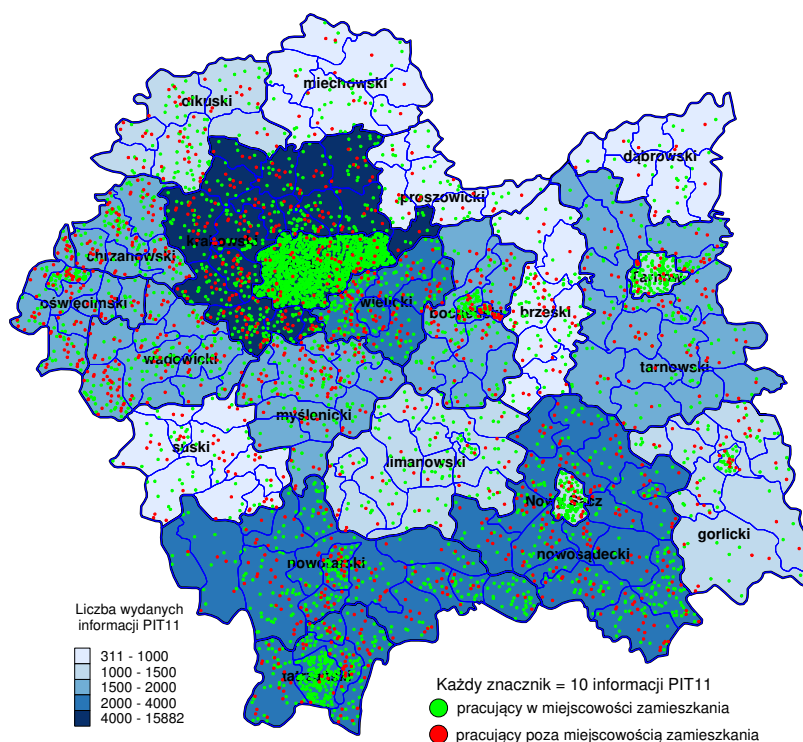 miechowski
olkuski
dąbrowski
proszowicki
krakowski
chrzanowski
Tarnów
oświęcimski
wielicki
bocheński
brzeski
wadowicki
tarnowski
myślenicki
suski
limanowski
Nowy Sącz
gorlicki
nowotarski
nowosądecki
tatrzański
Liczba wydanych
informacji PIT11
311 - 1000
1000 - 1500
1500 - 2000
2000 - 4000
4000 - 15882
Każdy znacznik = 10 informacji PIT11
pracujący w miejscowości zamieszkania
pracujący poza miejscowością zamieszkania